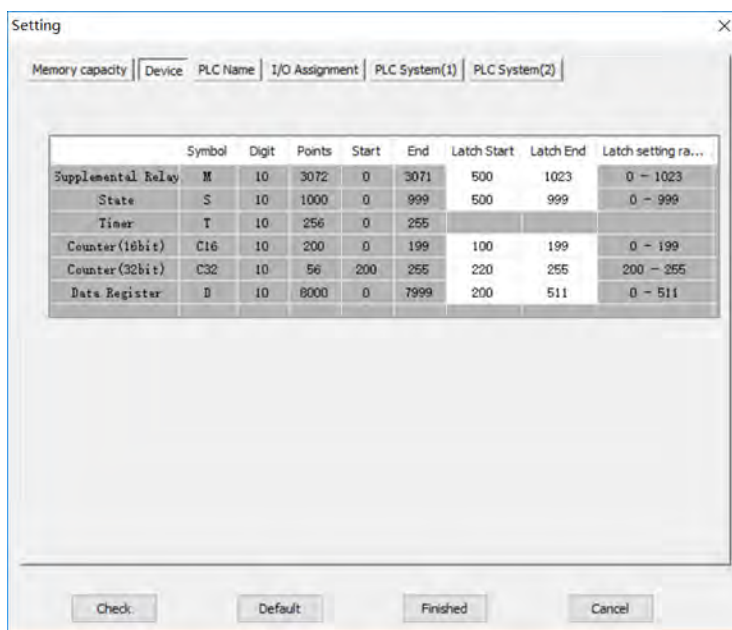 Setting
Memory capacity Device PLC Name I/O Assignment PLC System(1) PLC System(2)
Symbol Digit Points Start End Latch Start Latch End Latch setting ra...
Supplemental Relay M 10 3072 0 3071 500 1023 0 - 1023
State S 10 1000 0 999 500 999 0 - 999
Timer T 10 256 0 255
Counter(16bit) C16 10 200 0 199 100 199 0 - 199
Counter(32bit) C32 10 56 200 255 220 255 200 - 255
Data Register D 10 8000 0 7999 200 511 0 - 511
Check Default Finished Cancel